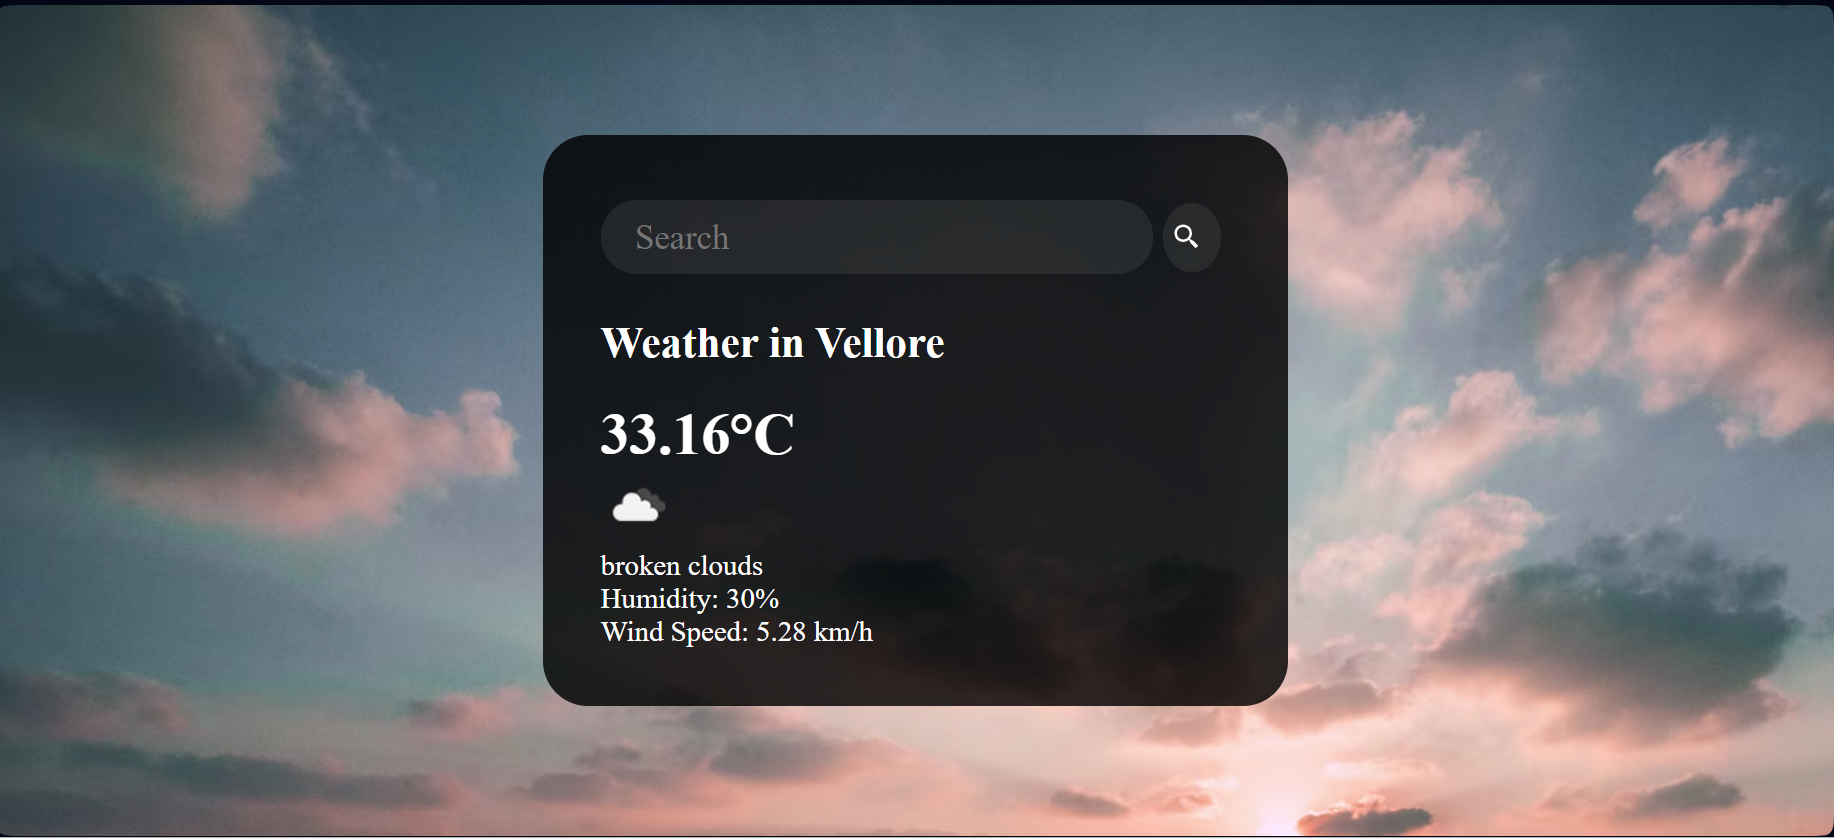 Search
Weather in Vellore
33.16°C
broken clouds
Humidity: 30%
Wind Speed: 5.28 km/h